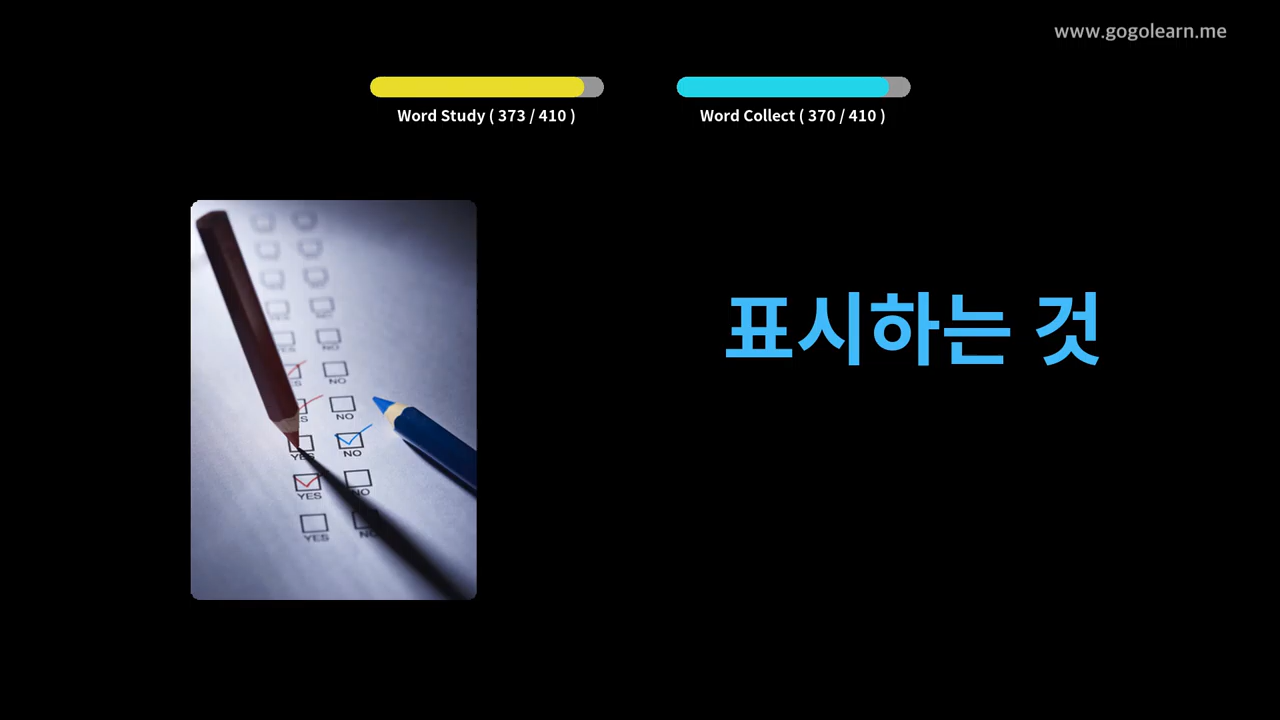 www.gogolearn.me
Word Study ( 373 / 410 )
Word Collect ( 370 / 410 )
표시하는 것
YES NO
NO
NO
YES NO
YES NO
YES NO